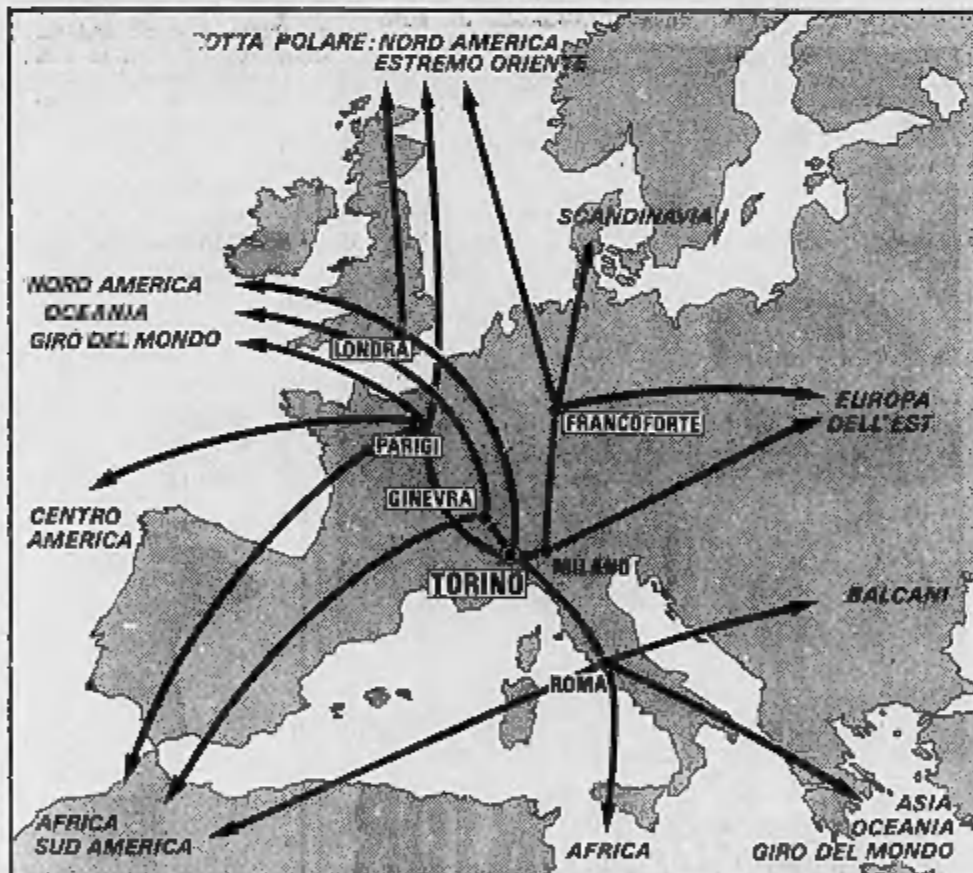 ROTTA POLARE: NORD AMERICA
ESTREMO ORIENTE
SCANDINAVIA
NORD AMERICA
OCEANIA
GIRO DEL MONDO
LONDRA
EUROPA
DELL'EST
FRANCOFORTE
PARIGI
GINEVRA
CENTRO
AMERICA
TORINO
MILANO
BALCANI
ROMA
AFRICA
SUD AMERICA
AFRICA
ASIA
OCEANIA
GIRO DEL MONDO